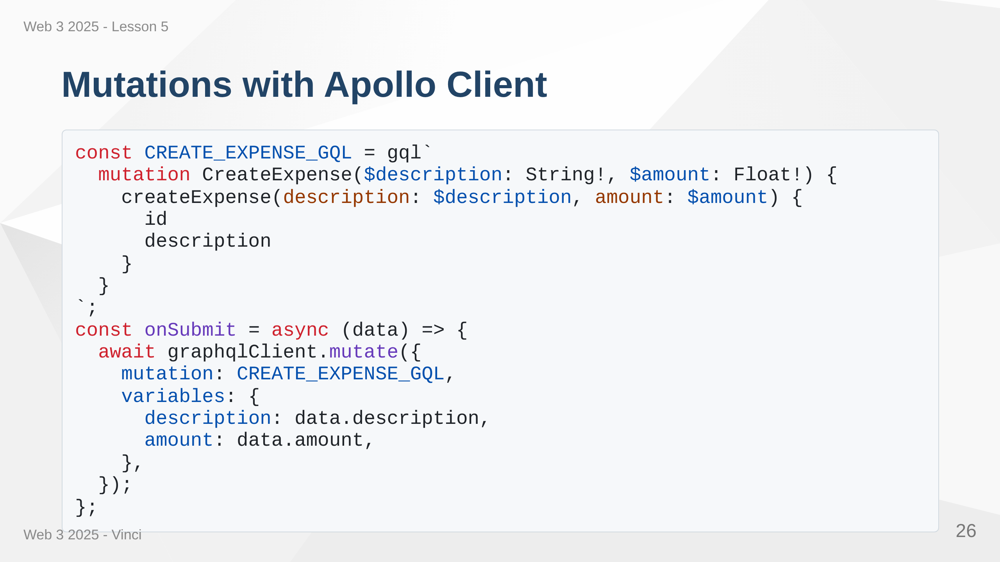 Web 3 2025 - Lesson 5
Mutations with Apollo Client
const CREATE_EXPENSE_GQL = gql`
  mutation CreateExpense($description: String!, $amount: Float!) {
    createExpense(description: $description, amount: $amount) {
      id
      description
    }
  }
`;
const onSubmit = async (data) => {
  await graphqlClient.mutate({
    mutation: CREATE_EXPENSE_GQL,
    variables: {
      description: data.description,
      amount: data.amount,
    },
  });
};
Web 3 2025 - Vinci
26